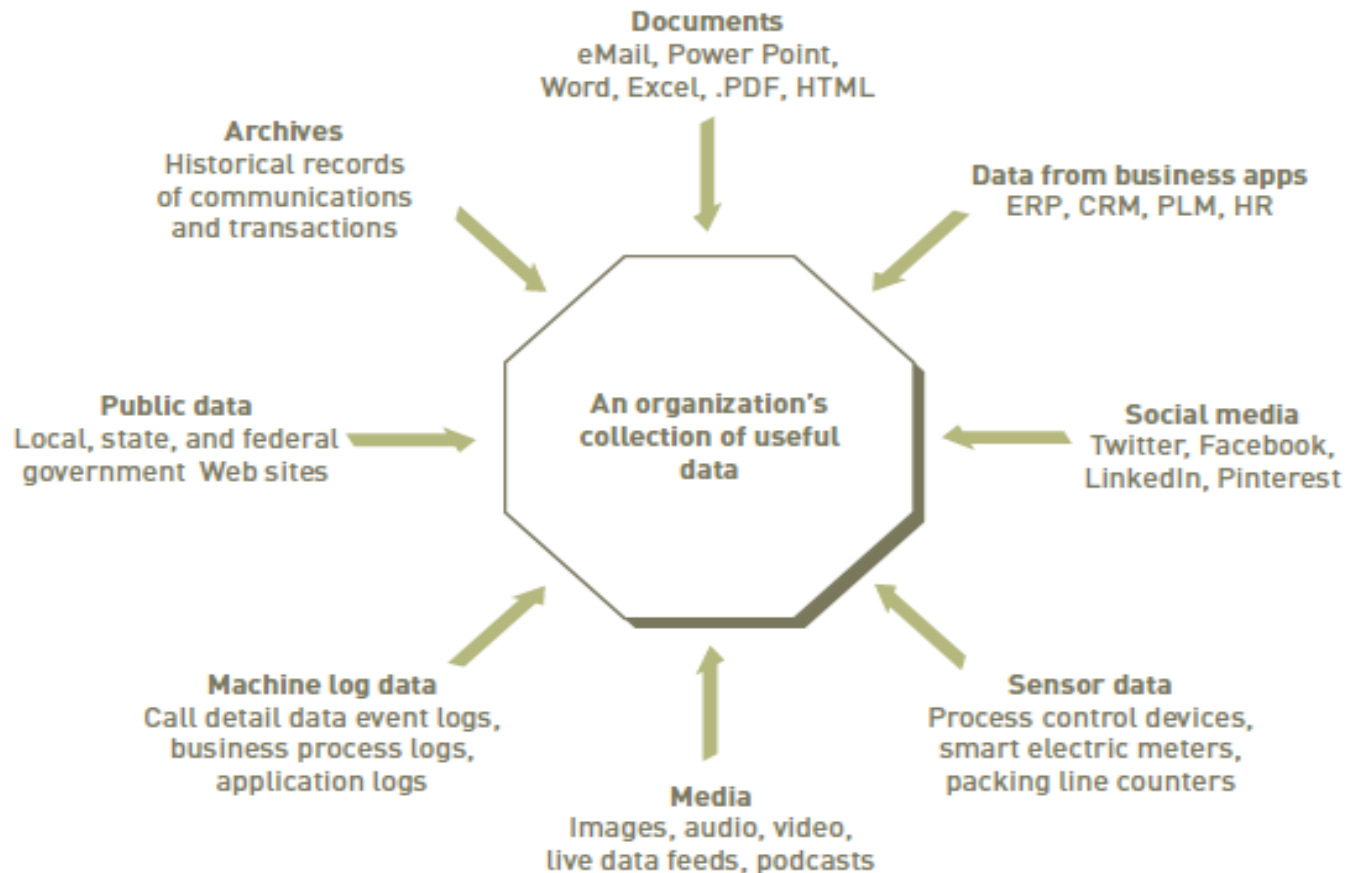 Documents
eMail, Power Point,
Word, Excel, .PDF, HTML
Archives
Historical records
of communications
and transactions
Data from business apps
ERP, CRM, PLM, HR
Public data
Local, state, and federal
government Web sites
An organization's
collection of useful
data
Social media
Twitter, Facebook,
LinkedIn, Pinterest
Machine log data
Call detail data event logs,
business process logs,
application logs
Sensor data
Process control devices,
smart electric meters,
packing line counters
Media
Images, audio, video,
live data feeds, podcasts